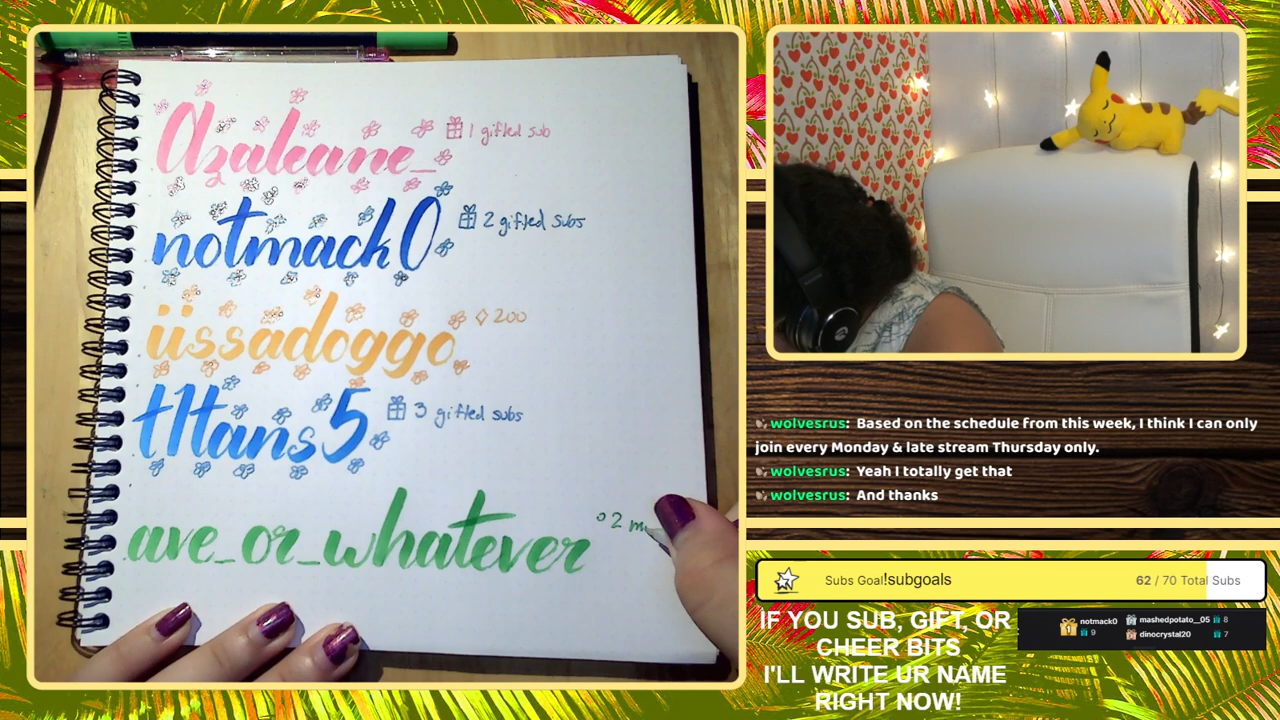 Azaleane_ 1 gifted sub
notmack0 2 gifted subs
iissadoggo 200
t1tans5 3 gifted subs
ave_or_whatever 2 m
wolvesrus: Based on the schedule from this week, I think I can only
join every Monday & late stream Thursday only.
wolvesrus: Yeah I totally get that
wolvesrus: And thanks
Subs Goal!subgoals 62 / 70 Total Subs
IF YOU SUB, GIFT, OR
CHEER BITS
I'LL WRITE UR NAME
RIGHT NOW!
1 notmack0
9
mashedpotato__05 8
dinocrystal20 7